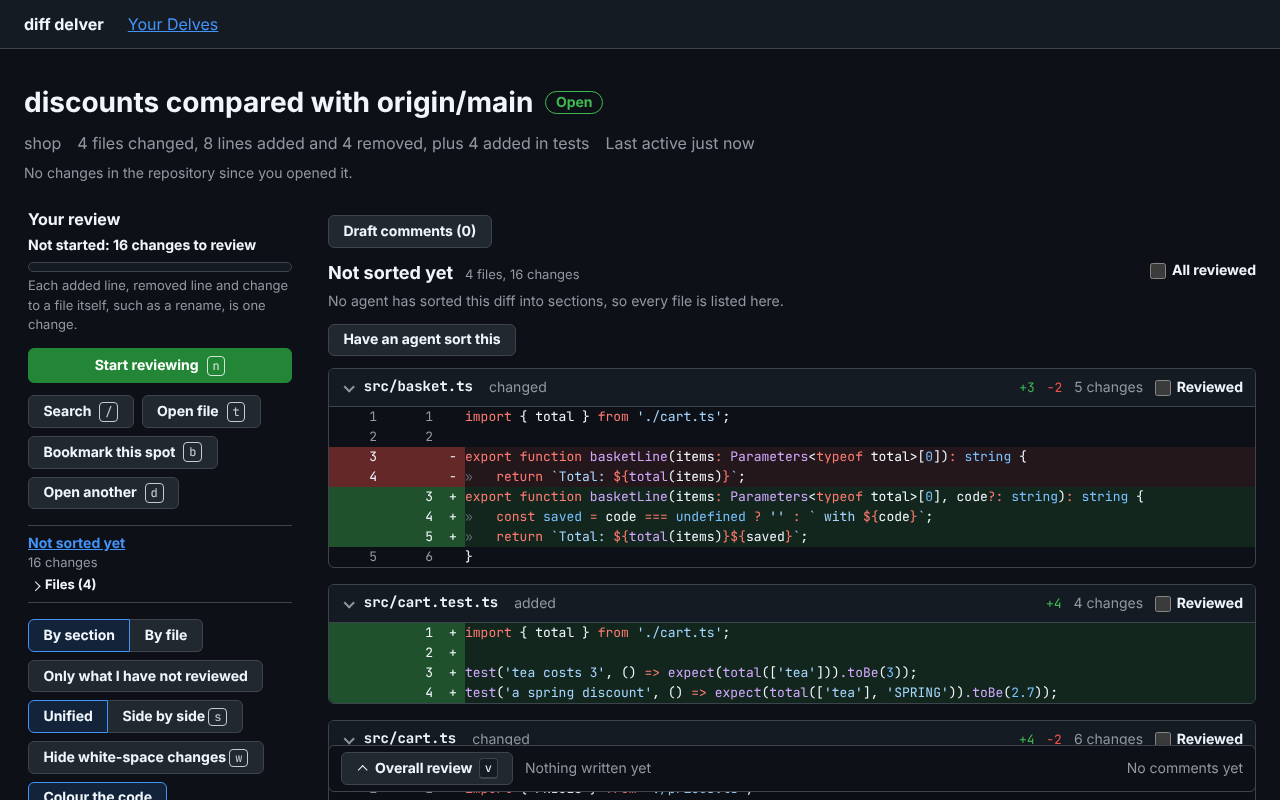 diff delver Your Delves
discounts compared with origin/main Open
shop 4 files changed, 8 lines added and 4 removed, plus 4 added in tests Last active just now
No changes in the repository since you opened it.
Your review
Not started: 16 changes to review
Each added line, removed line and change
to a file itself, such as a rename, is one
change.
Start reviewing n
Search / Open file t
Bookmark this spot b
Open another d
Not sorted yet
16 changes
Files (4)
By section By file
Only what I have not reviewed
Unified Side by side s
Hide white-space changes w
Colour the code
Draft comments (0)
Not sorted yet 4 files, 16 changes All reviewed
No agent has sorted this diff into sections, so every file is listed here.
Have an agent sort this
src/basket.ts changed +3 -2 5 changes Reviewed
1 1 import { total } from './cart.ts';
2 2
3 - export function basketLine(items: Parameters<typeof total>[0]): string {
4 - » return `Total: ${total(items)}`;
3 + export function basketLine(items: Parameters<typeof total>[0], code?: string): string {
4 + » const saved = code === undefined ? '' : ` with ${code}`;
5 + » return `Total: ${total(items)}${saved}`;
5 6 }
src/cart.test.ts added +4 4 changes Reviewed
1 + import { total } from './cart.ts';
2 +
3 + test('tea costs 3', () => expect(total(['tea'])).toBe(3));
4 + test('a spring discount', () => expect(total(['tea'], 'SPRING')).toBe(2.7));
src/cart.ts changed +4 -2 6 changes Reviewed
Overall review v Nothing written yet No comments yet